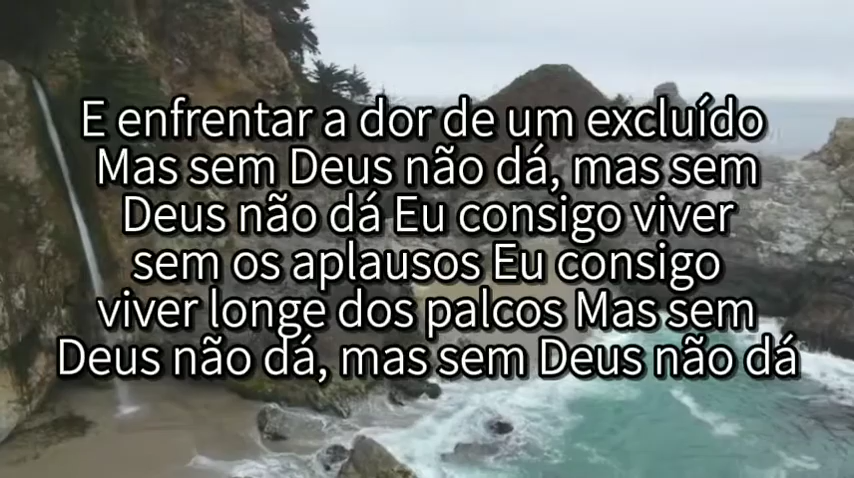 E enfrentar a dor de um excluído
Mas sem Deus não dá, mas sem
Deus não dá Eu consigo viver
sem os aplausos Eu consigo
viver longe dos palcos Mas sem
Deus não dá, mas sem Deus não dá